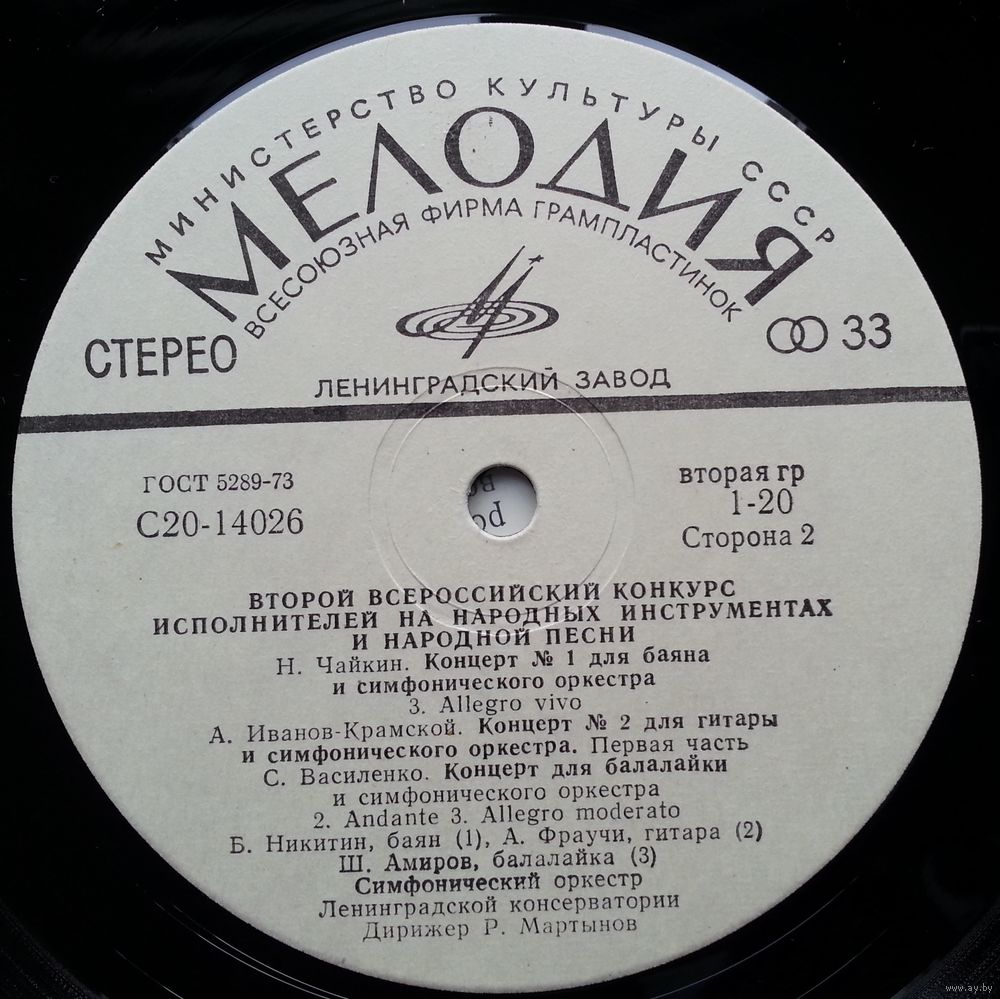 МИНИСТЕРСТВО КУЛЬТУРЫ СССР
МЕЛОДИЯ
ВСЕСОЮЗНАЯ ФИРМА ГРАМПЛАСТИНОК
СТЕРЕО
33
ЛЕНИНГРАДСКИЙ ЗАВОД
ГОСТ 5289-73
С20-14026
вторая гр
1-20
Сторона 2
ВТОРОЙ ВСЕРОССИЙСКИЙ КОНКУРС
ИСПОЛНИТЕЛЕЙ НА НАРОДНЫХ ИНСТРУМЕНТАХ
И НАРОДНОЙ ПЕСНИ
Н. Чайкин. Концерт № 1 для баяна
и симфонического оркестра
3. Allegro vivo
А. Иванов-Крамской. Концерт № 2 для гитары
и симфонического оркестра. Первая часть
С. Василенко. Концерт для балалайки
и симфонического оркестра
2. Andante 3. Allegro moderato
Б. Никитин, баян (1), А. Фраучи, гитара (2)
Ш. Амиров, балалайка (3)
Симфонический оркестр
Ленинградской консерватории
Дирижер Р. Мартынов
www.ay.by